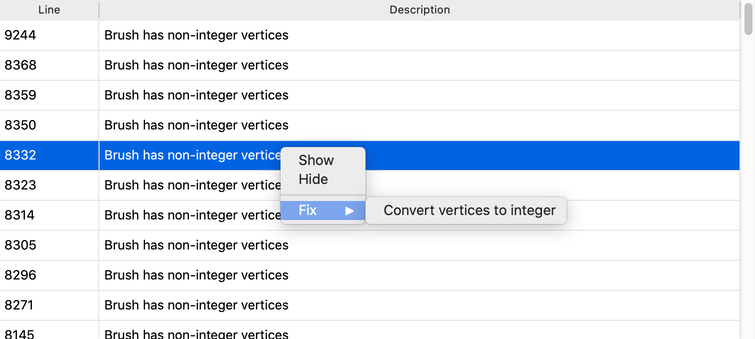 Line Description
9244 Brush has non-integer vertices
8368 Brush has non-integer vertices
8359 Brush has non-integer vertices
8350 Brush has non-integer vertices
8332 Brush has non-integer vertice
Show
Hide
8323 Brush has non-integer vertice
8314 Brush has non-integer vertice
Fix Convert vertices to integer
8305 Brush has non-integer vertices
8296 Brush has non-integer vertices
8271 Brush has non-integer vertices
8145 Brush has non-integer vertices